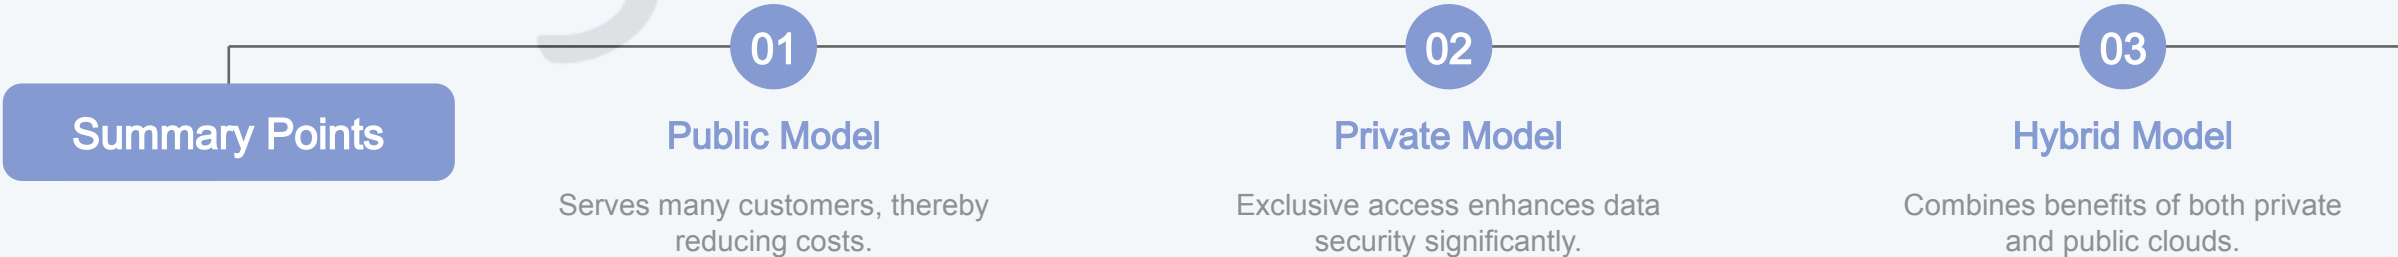 Summary Points
01
Public Model
Serves many customers, thereby
reducing costs.
02
Private Model
Exclusive access enhances data
security significantly.
03
Hybrid Model
Combines benefits of both private
and public clouds.